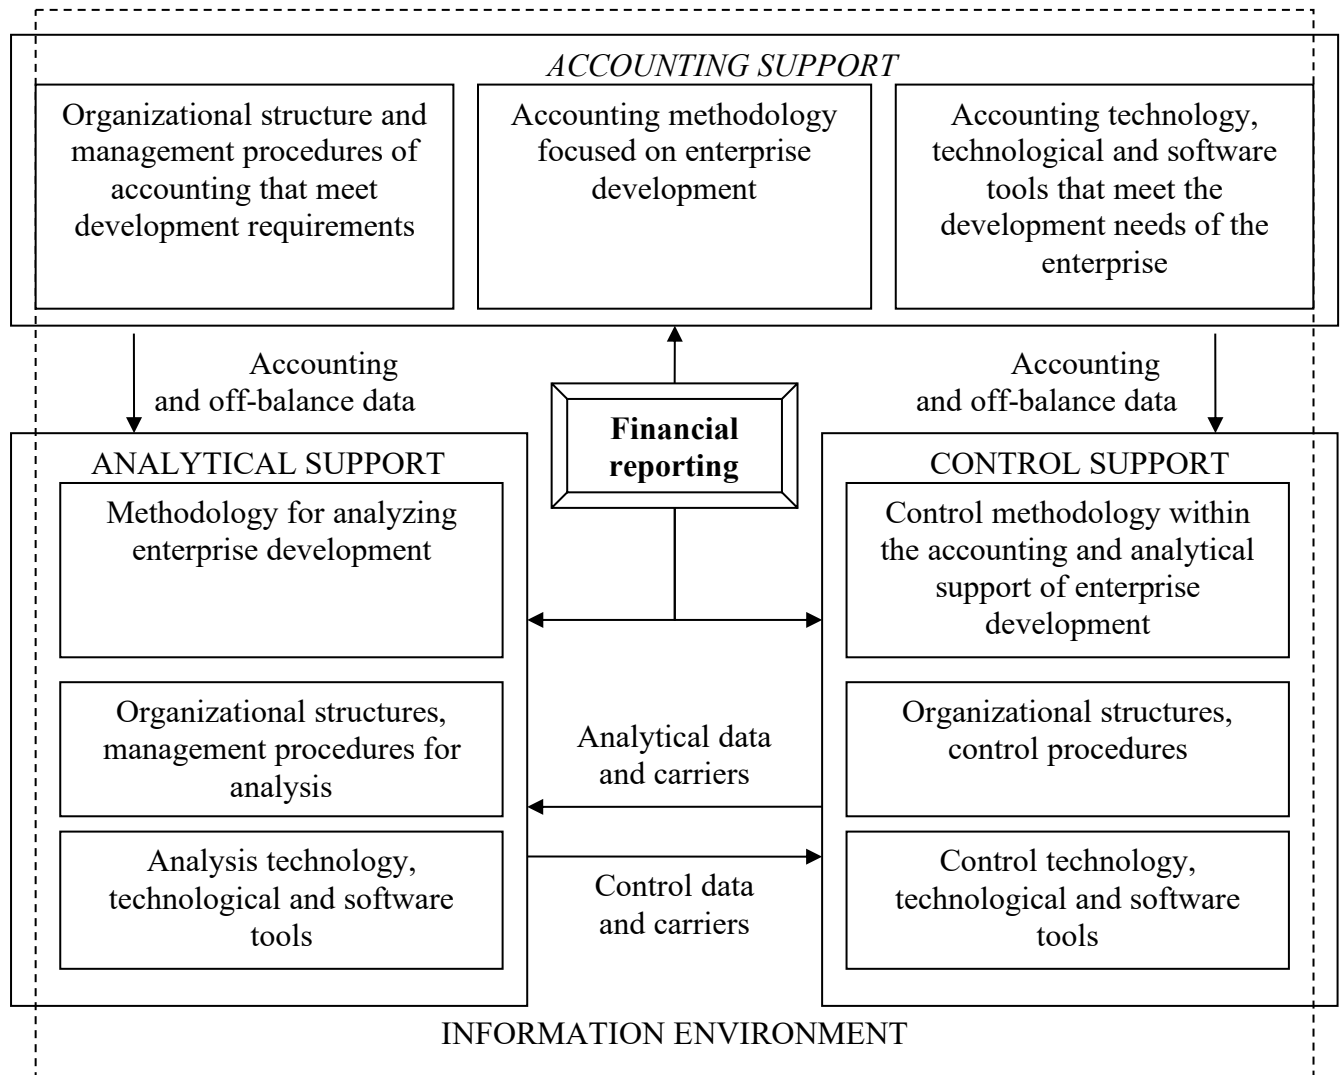 ACCOUNTING SUPPORT
Organizational structure and
management procedures of
accounting that meet
development requirements
Accounting methodology
focused on enterprise
development
Accounting technology,
technological and software
tools that meet the
development needs of the
enterprise
Accounting
and off-balance data
Financial
reporting
Accounting
and off-balance data
ANALYTICAL SUPPORT
Methodology for analyzing
enterprise development
Organizational structures,
management procedures for
analysis
Analysis technology,
technological and software
tools
Analytical data
and carriers
Control data
and carriers
CONTROL SUPPORT
Control methodology within
the accounting and analytical
support of enterprise
development
Organizational structures,
control procedures
Control technology,
technological and software
tools
INFORMATION ENVIRONMENT